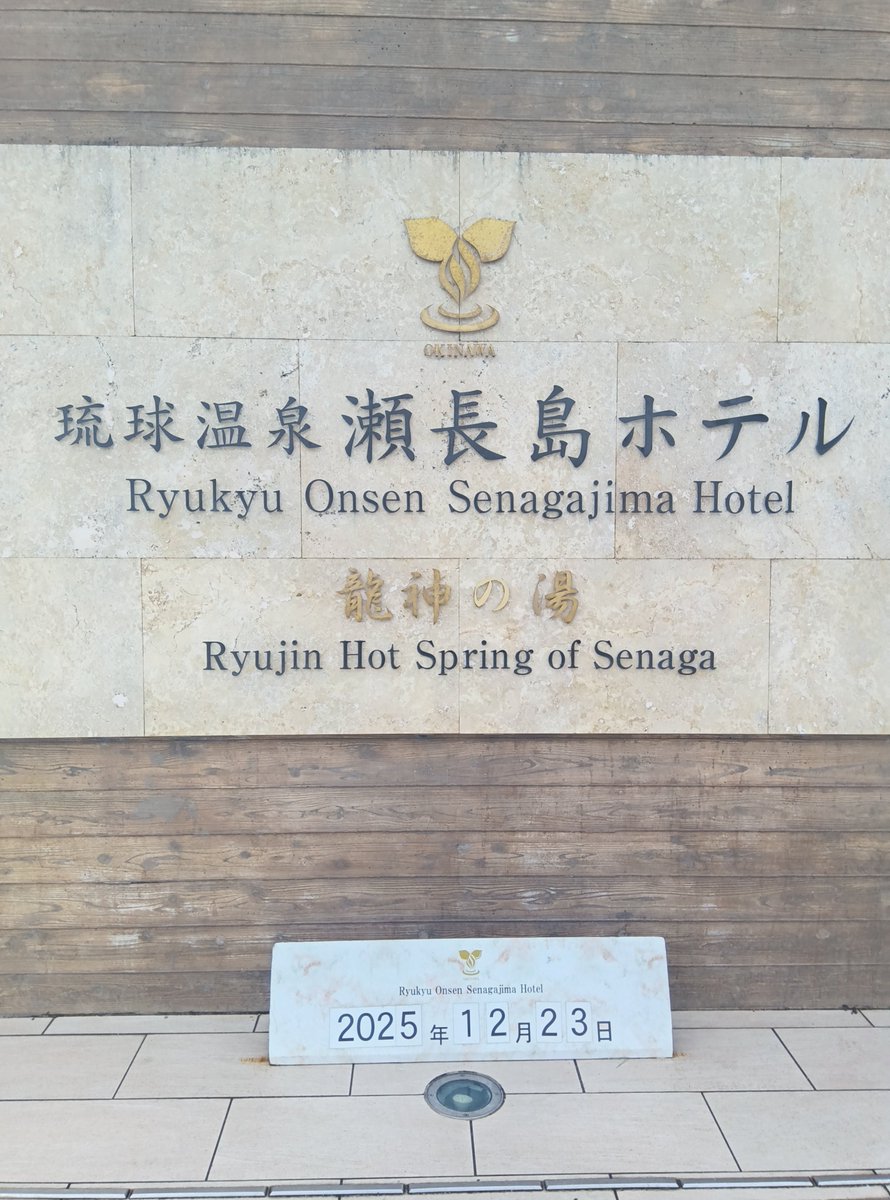 OKINAWA
琉球温泉瀬長島ホテル
Ryukyu Onsen Senagajima Hotel
龍神の湯
Ryujin Hot Spring of Senaga
Ryukyu Onsen Senagajima Hotel
2025年12月23日